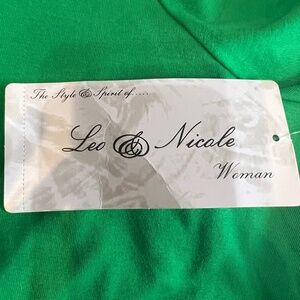 The Style & Spirit of.....
Leo & Nicole
Woman